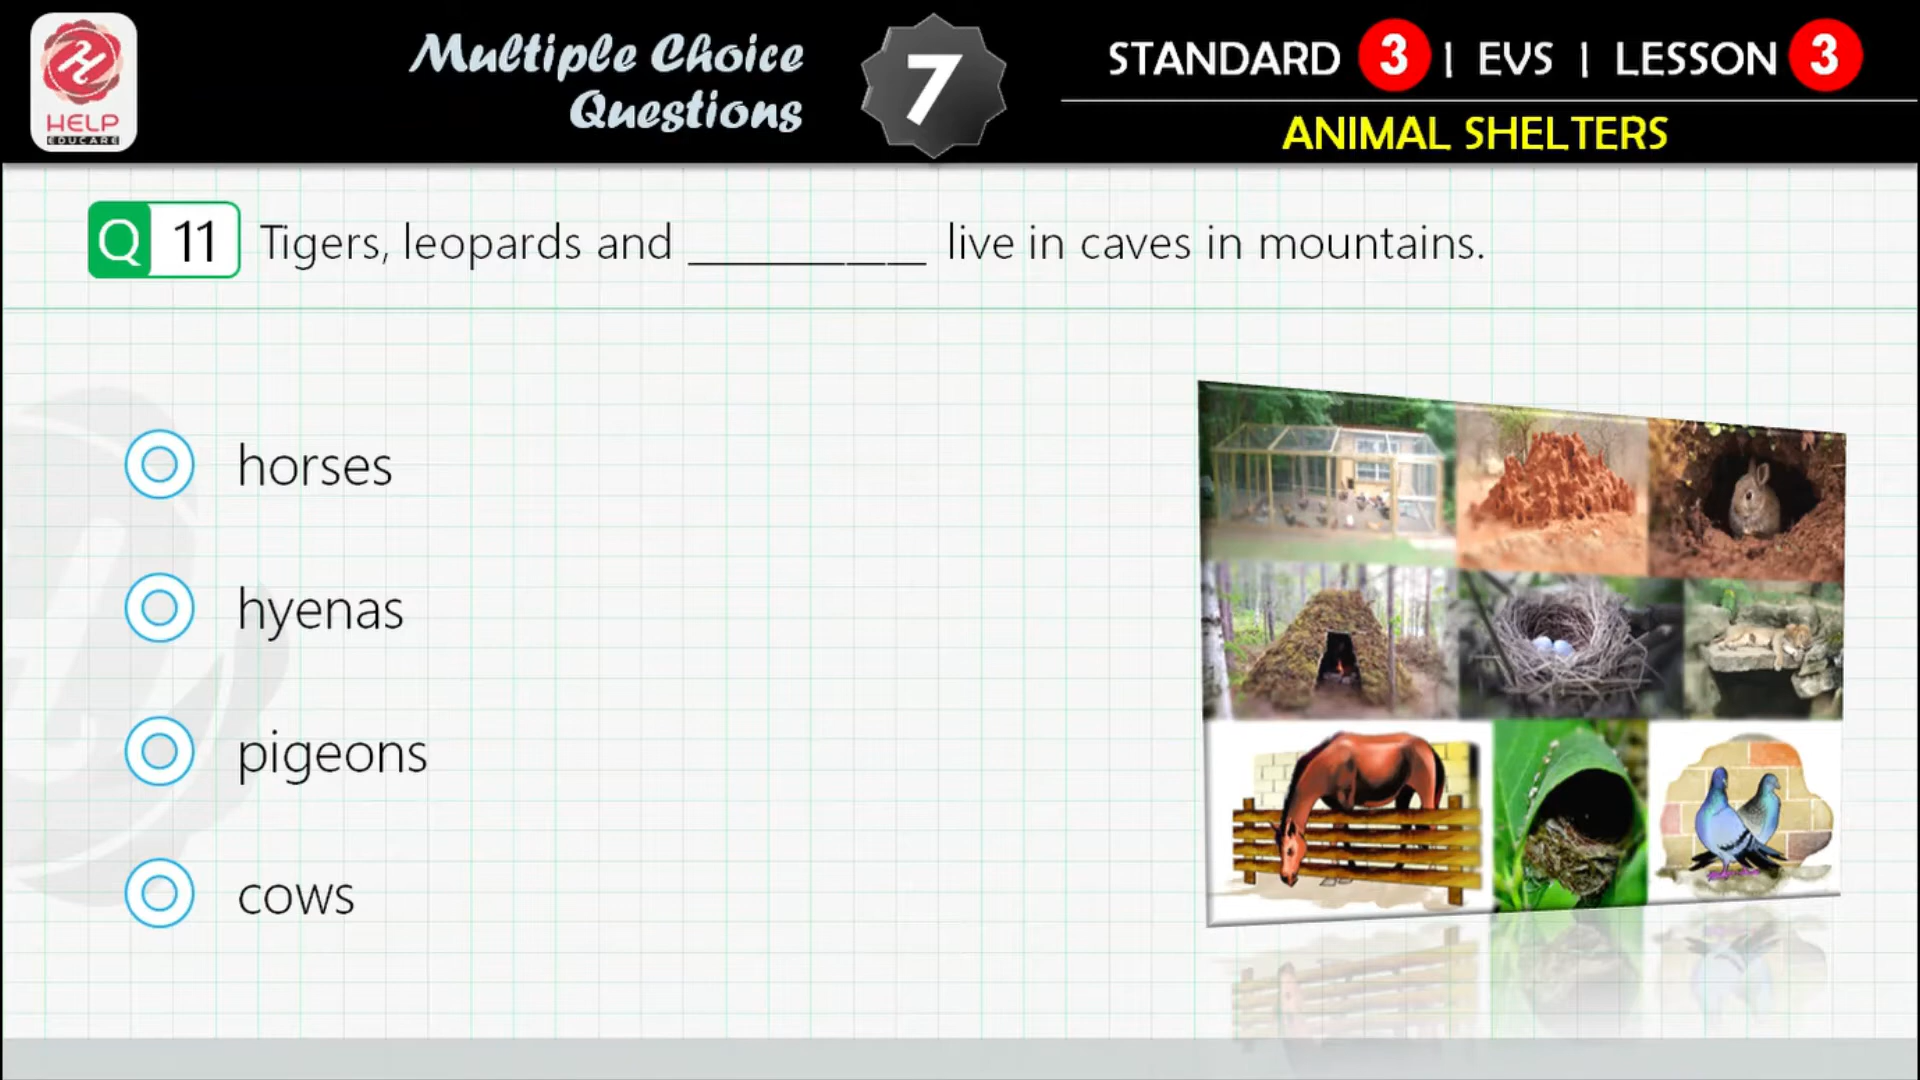 HELP
EDUCARE
Multiple Choice
Questions
7
STANDARD 3 | EVS | LESSON 3
ANIMAL SHELTERS
Q 11 Tigers, leopards and __________ live in caves in mountains.
horses
hyenas
pigeons
cows